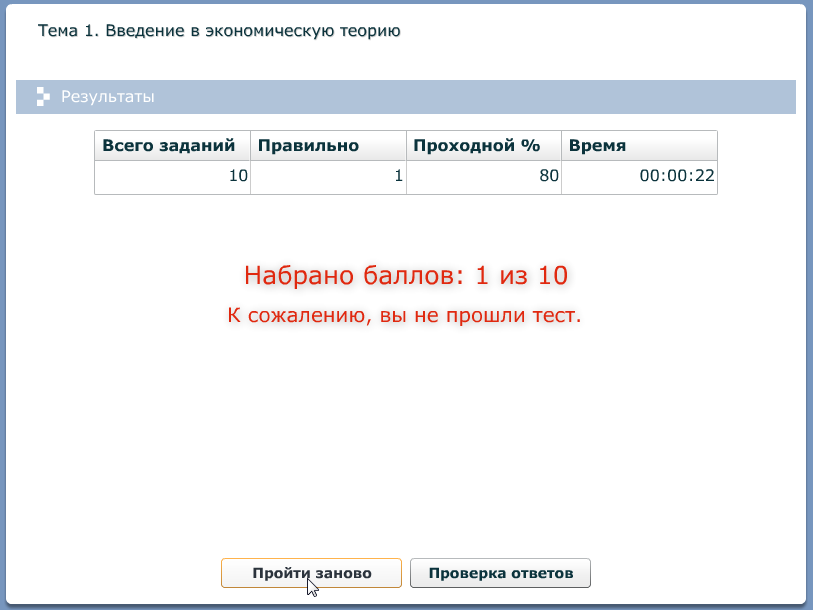 Тема 1. Введение в экономическую теорию
Результаты
Всего заданий Правильно Проходной % Время
10 1 80 00:00:22
Набрано баллов: 1 из 10
К сожалению, вы не прошли тест.
Пройти заново Проверка ответов